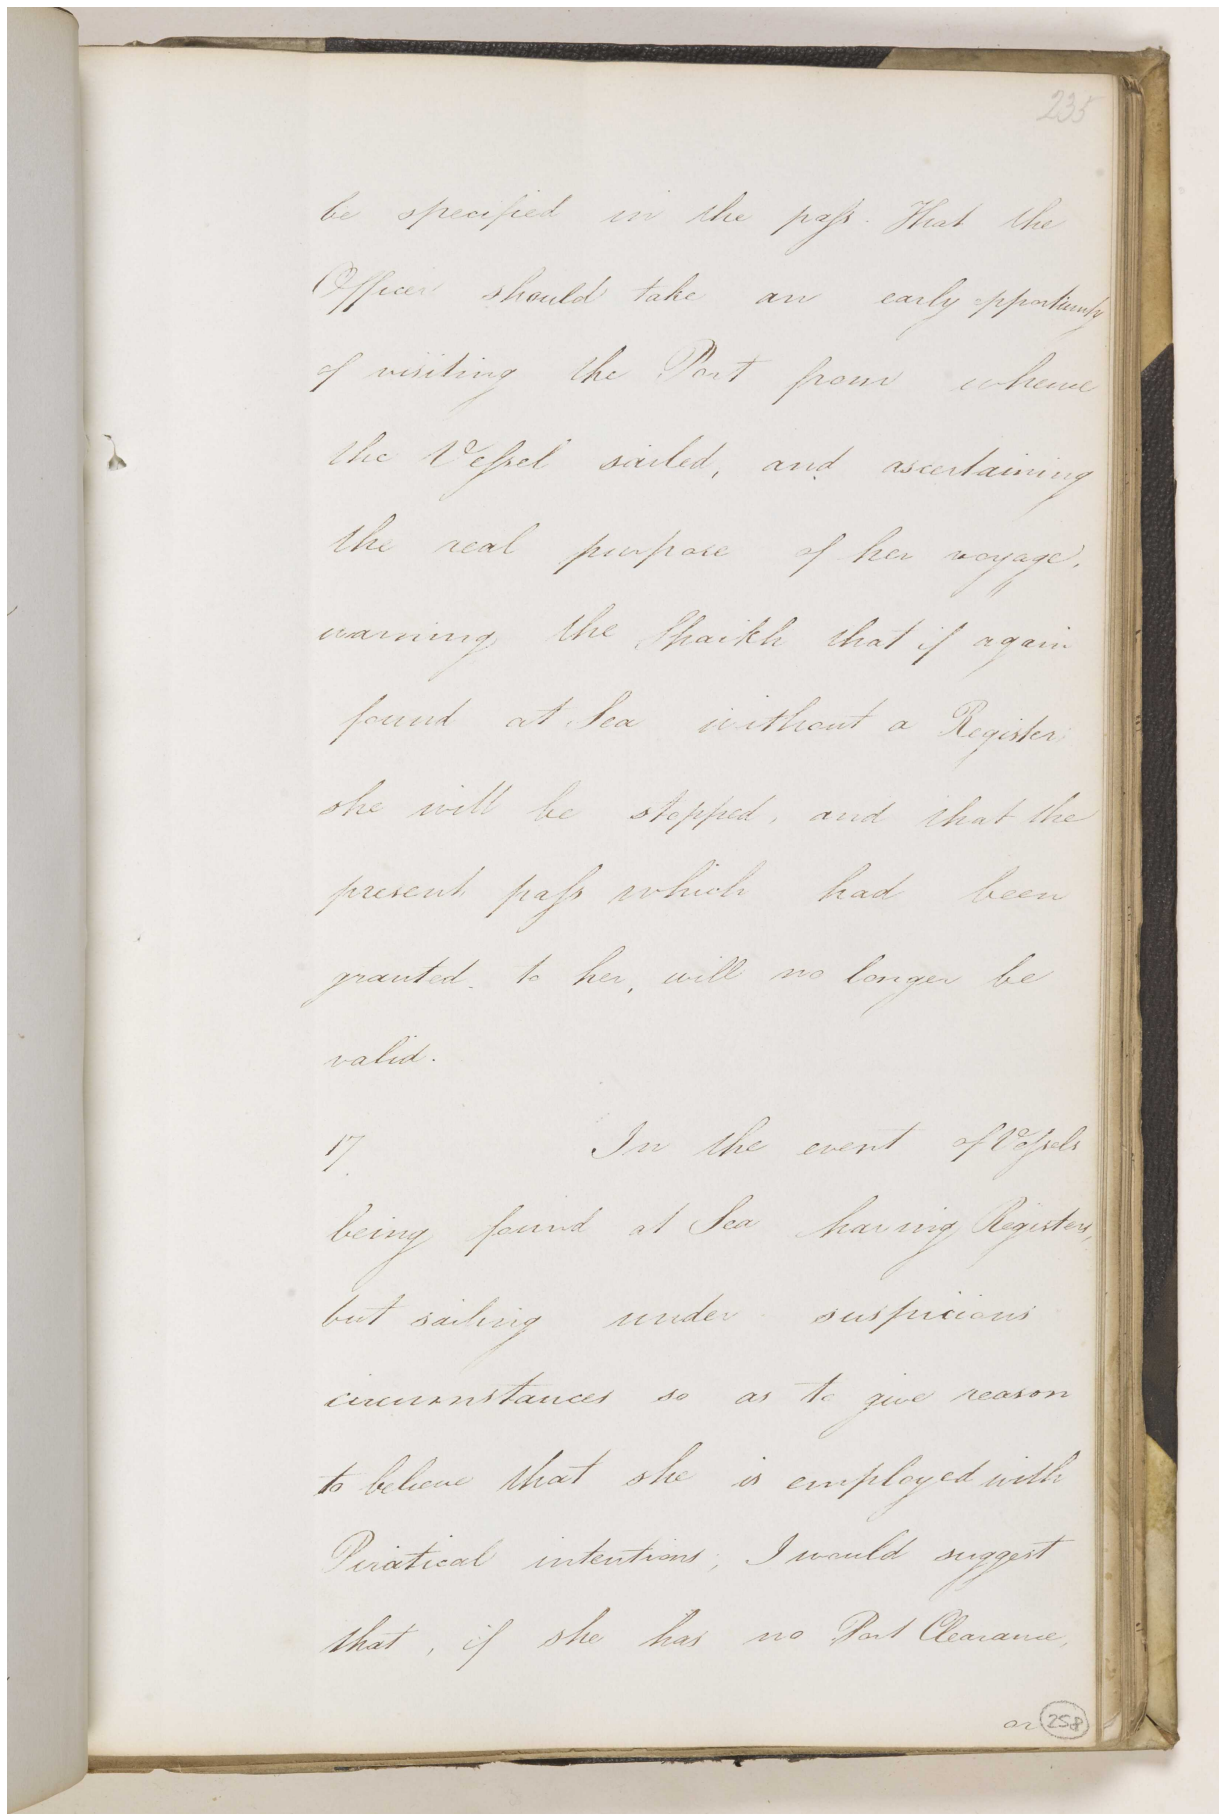 235
be specified in the pass. That the
Officer should take an early opportunity
of visiting the Port from whence
the Vessel sailed, and ascertaining
the real purpose of her voyage,
warning the Shaikh that if again
found at Sea without a Register
she will be stopped, and that the
present pass which had been
granted to her, will no longer be
valid.
17 In the event of Vessels
being found at Sea having Registers,
but sailing under suspicious
circumstances so as to give reason
to believe that she is employed with
Piratical intentions, I would suggest
that, if she has no Port Clearance,
or 258